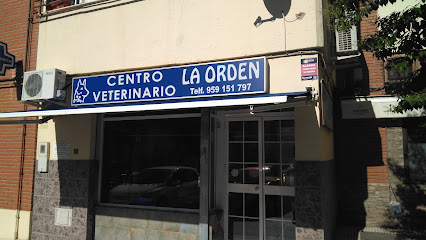 CENTRO
VETERINARIO
LA ORDEN
Telf. 959 151 797